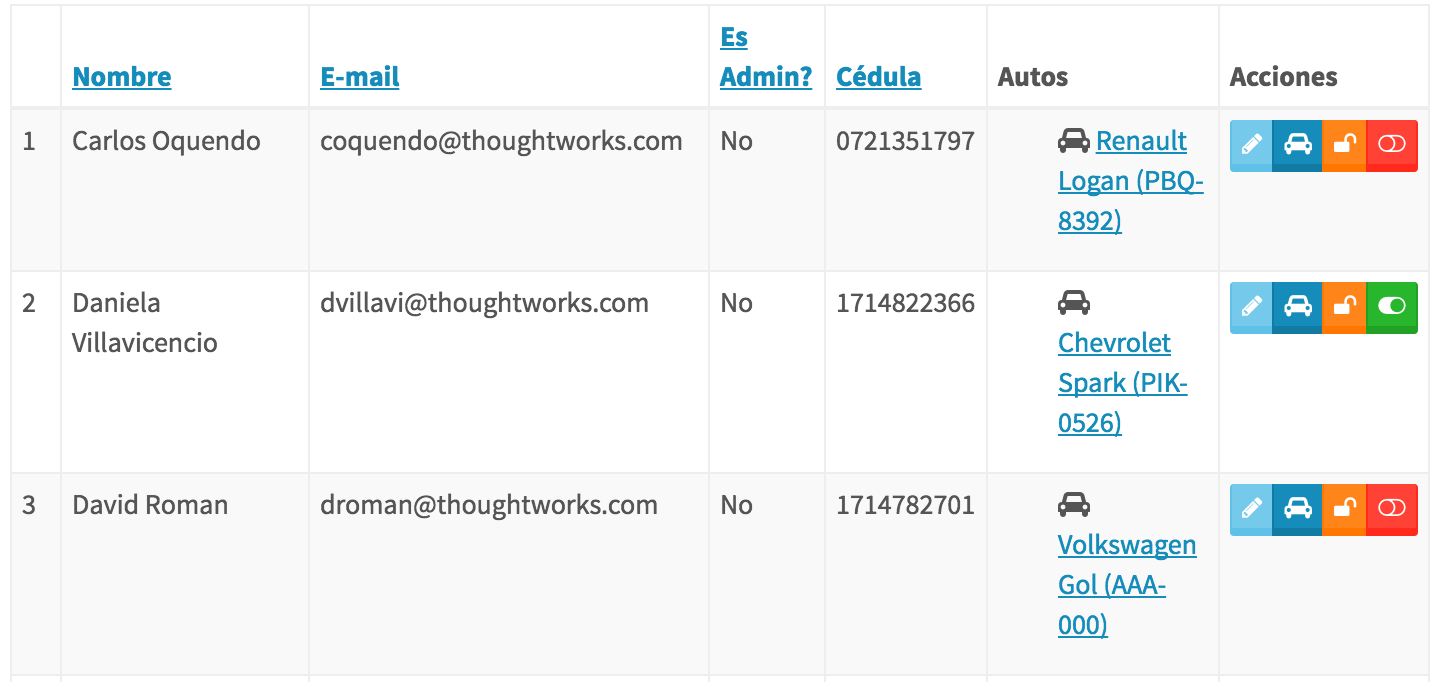 Nombre E-mail Es Admin? Cédula Autos Acciones
1 Carlos Oquendo coquendo@thoughtworks.com No 0721351797 Renault
Logan (PBQ-
8392)
2 Daniela dvillavi@thoughtworks.com No 1714822366
Villavicencio Chevrolet
Spark (PIK-
0526)
3 David Roman droman@thoughtworks.com No 1714782701
Volkswagen
Gol (AAA-
000)